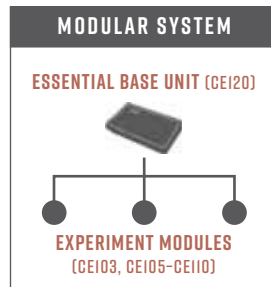 MODULAR SYSTEM
ESSENTIAL BASE UNIT (CE120)
EXPERIMENT MODULES
(CE103, CE105–CE110)